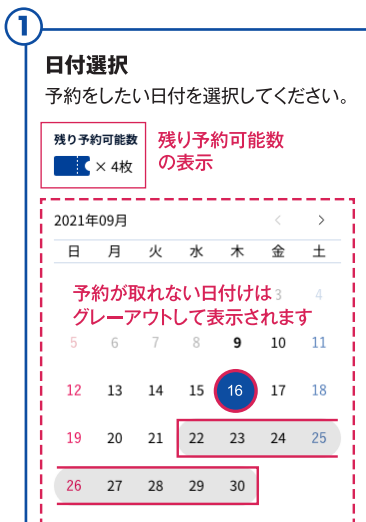 1
日付選択
予約をしたい日付を選択してください。
残り予約可能数
× 4枚
残り予約可能数
の表示
2021年09月 < >
日 月 火 水 木 金 土
予約が取れない日付けは 3 4
グレーアウトして表示されます
5 6 7 8 9 10 11
12 13 14 15 16 17 18
19 20 21 22 23 24 25
26 27 28 29 30